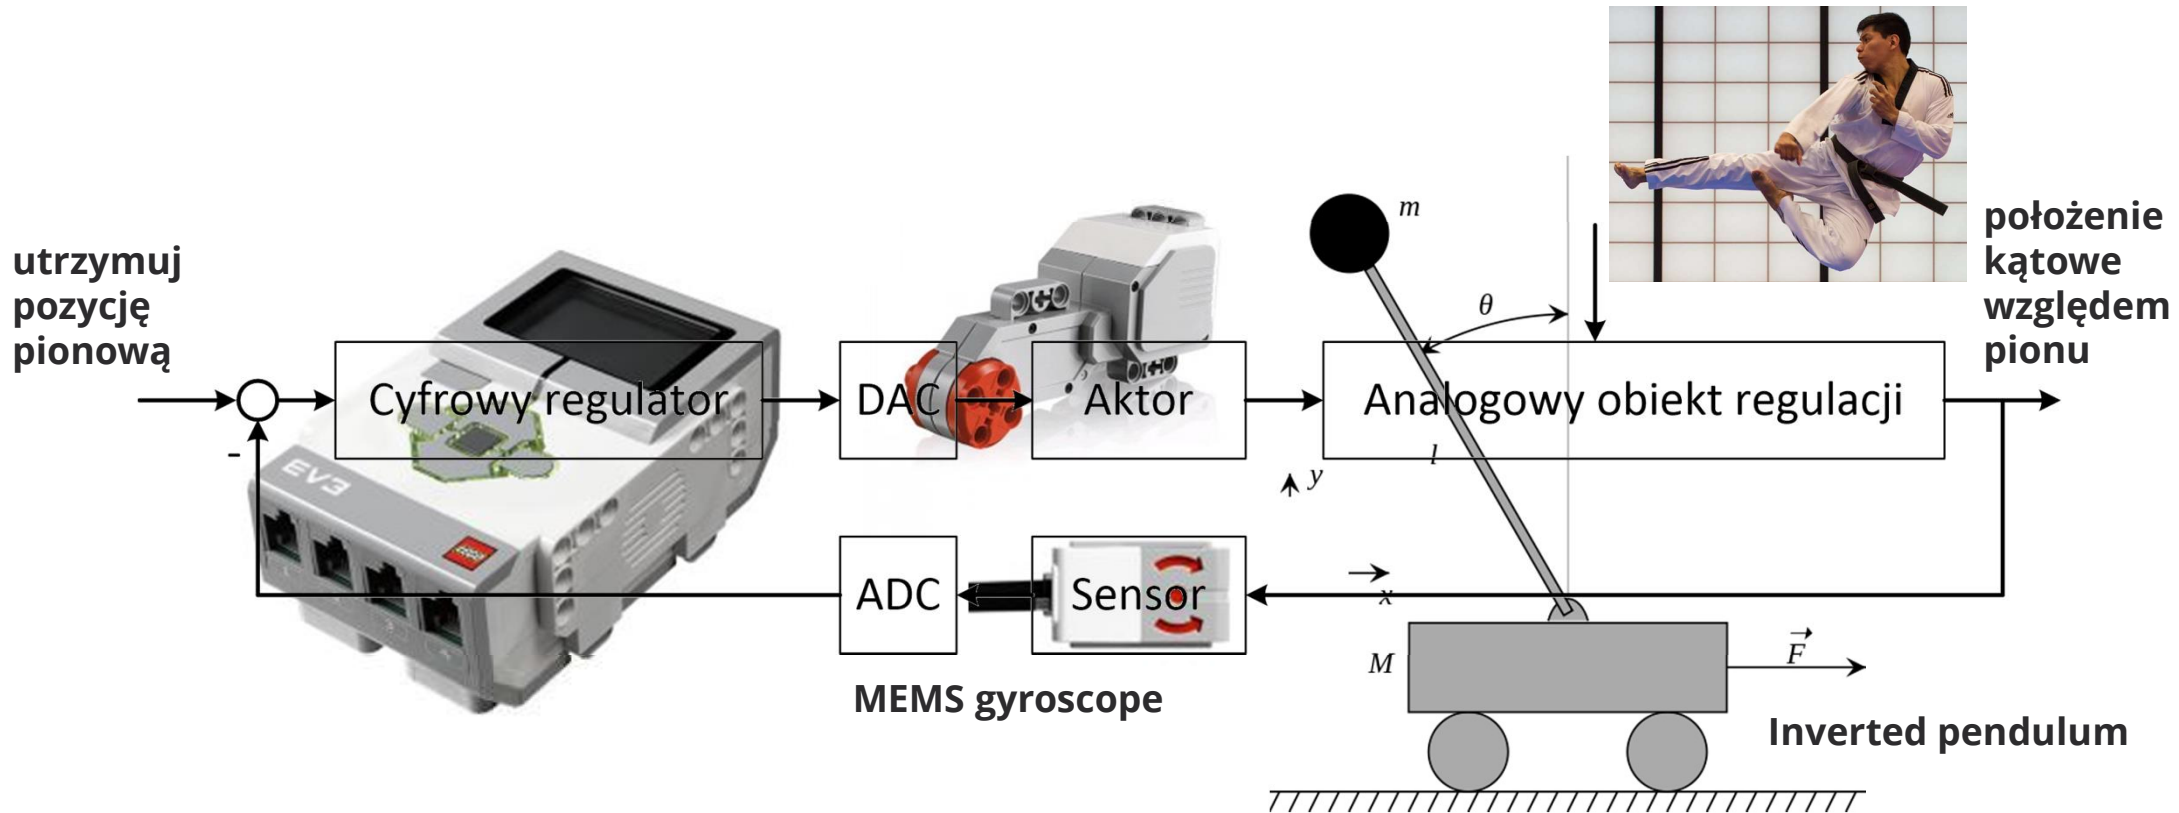 utrzymuj
pozycję
pionową
-
Cyfrowy regulator
DAC
Aktor
Analogowy obiekt regulacji
położenie
kątowe
względem
pionu
m
θ
l
y
x
ADC
Sensor
MEMS gyroscope
EV3
LEGO
M
F
Inverted pendulum